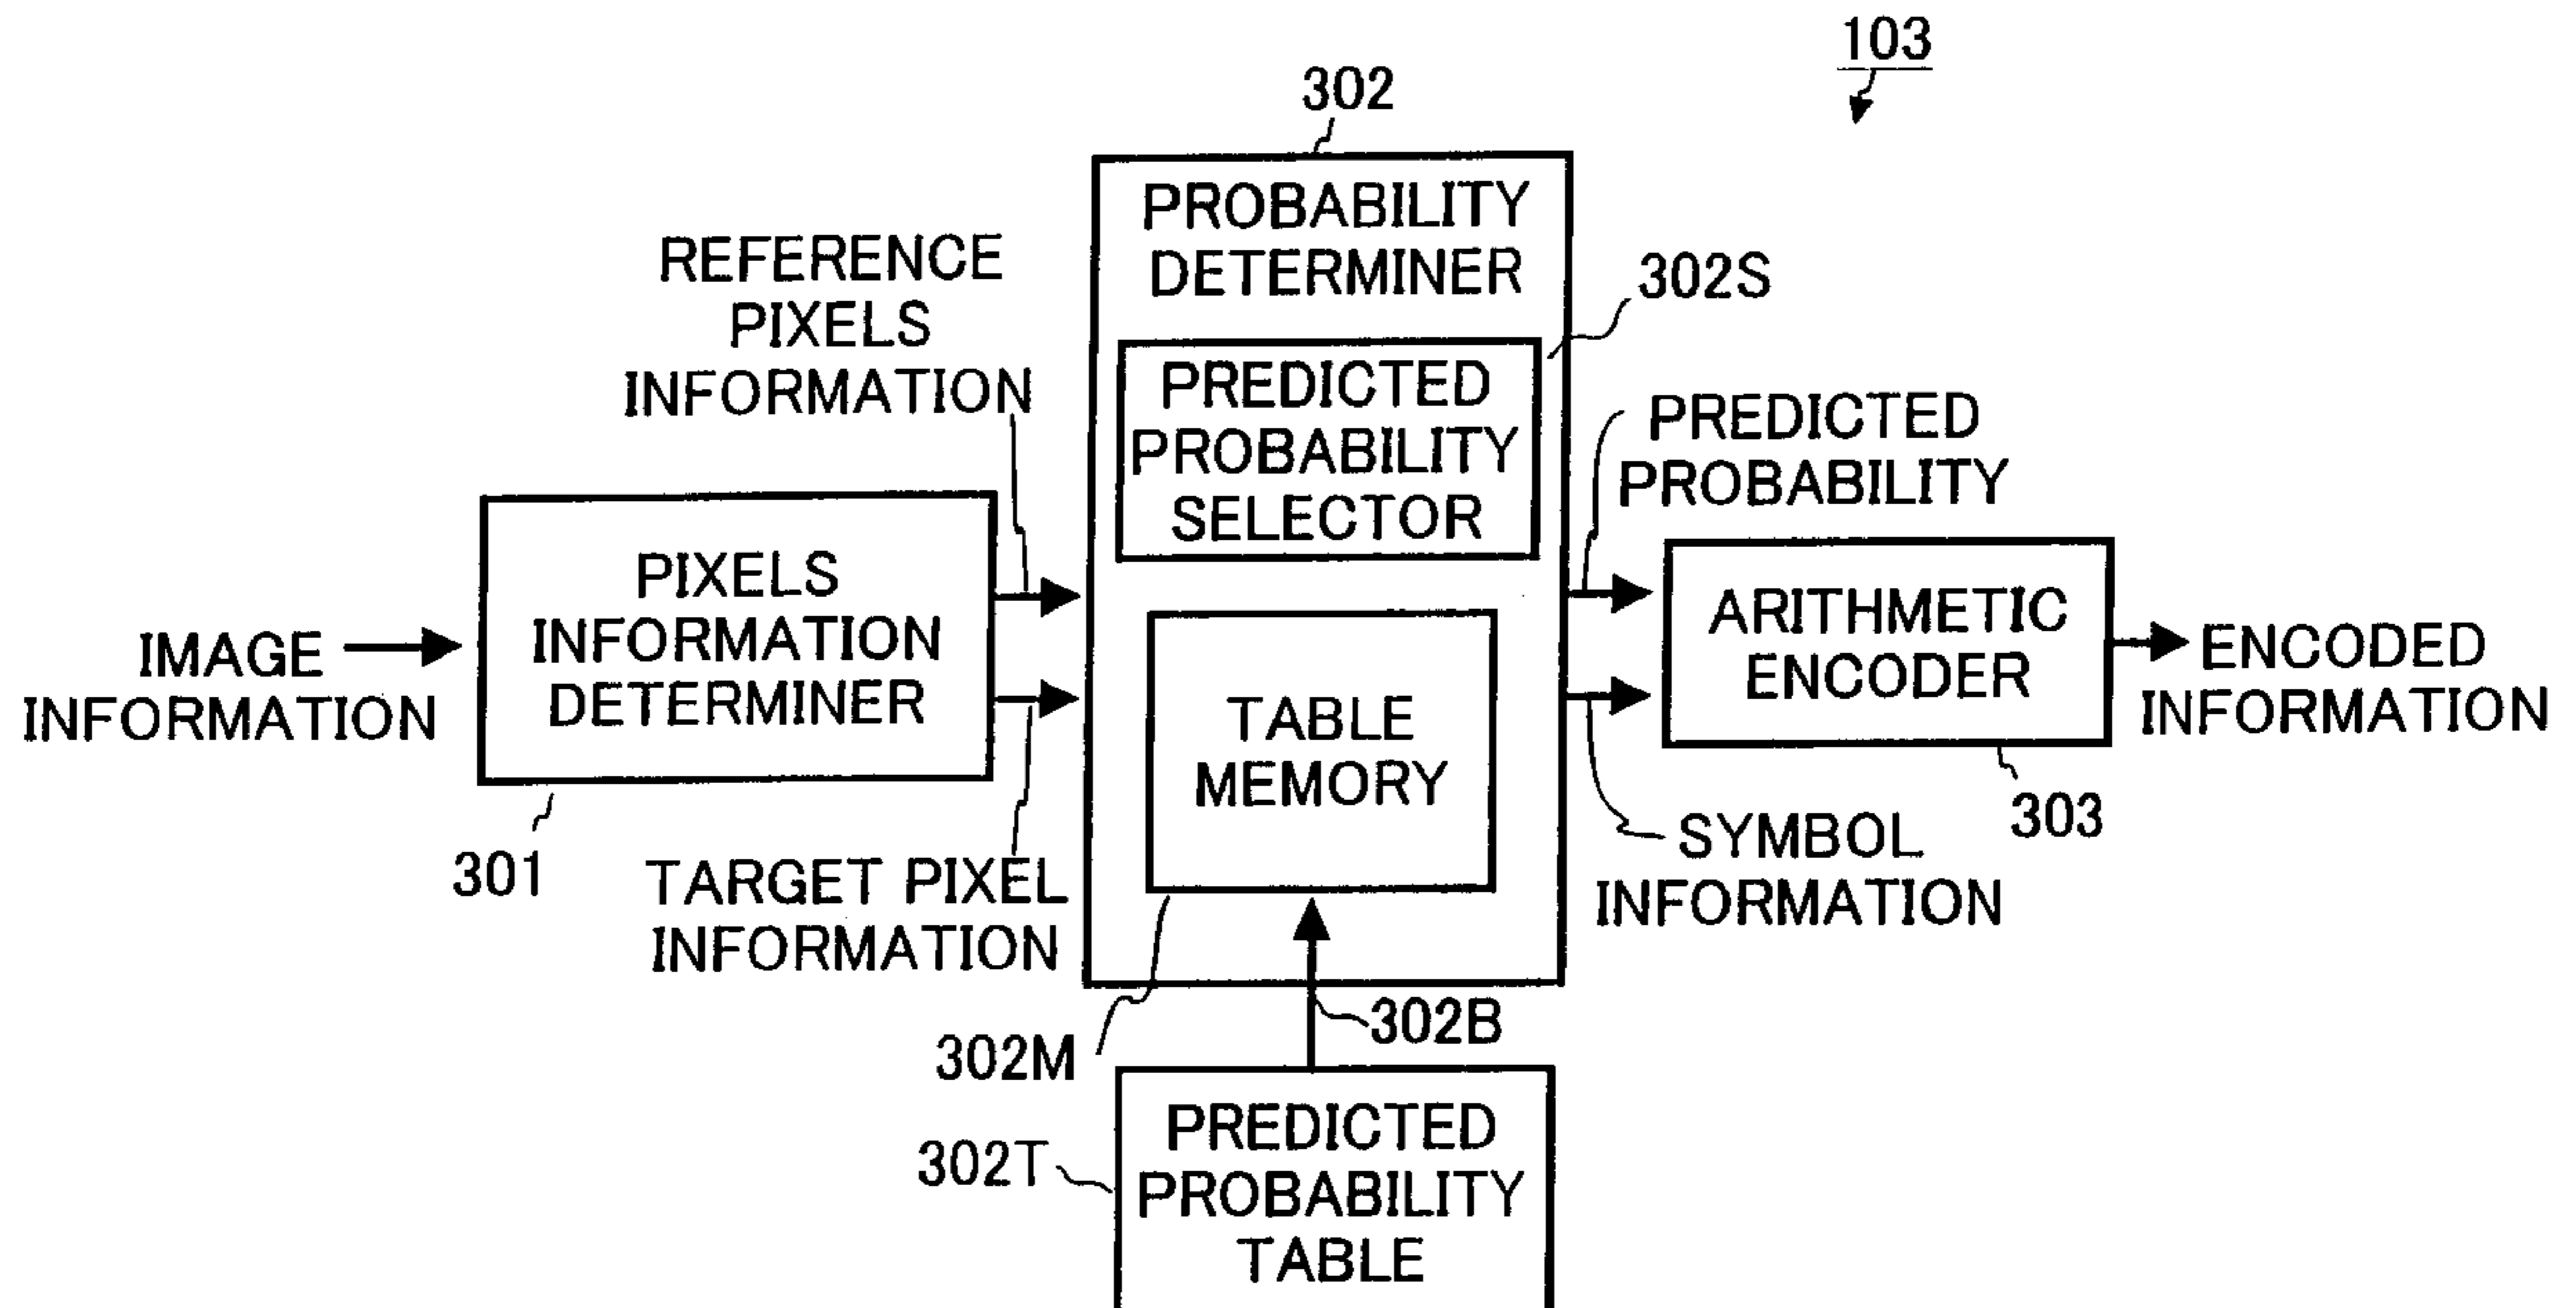 103
302
PROBABILITY
DETERMINER
302S
REFERENCE
PIXELS
INFORMATION
PREDICTED
PROBABILITY
SELECTOR
PREDICTED
PROBABILITY
IMAGE
INFORMATION
PIXELS
INFORMATION
DETERMINER
301
TARGET PIXEL
INFORMATION
TABLE
MEMORY
302M
302B
ARITHMETIC
ENCODER
303
ENCODED
INFORMATION
SYMBOL
INFORMATION
302T
PREDICTED
PROBABILITY
TABLE